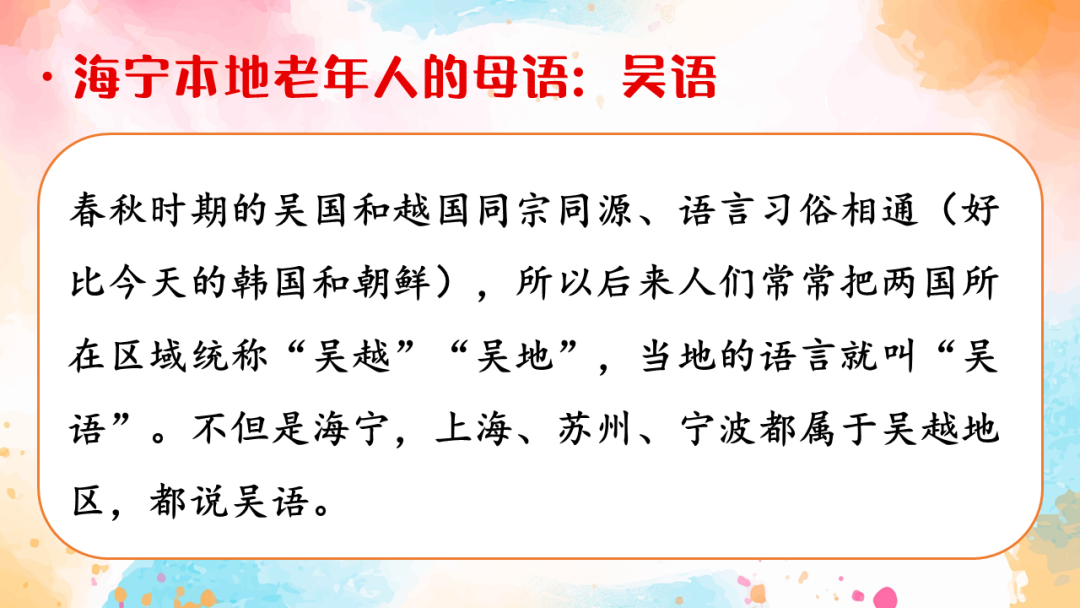 ·海宁本地老年人的母语：吴语
春秋时期的吴国和越国同宗同源、语言习俗相通（好
比今天的韩国和朝鲜），所以后来人们常常把两国所
在区域统称“吴越”“吴地”，当地的语言就叫“吴
语”。不但是海宁，上海、苏州、宁波都属于吴越地
区，都说吴语。